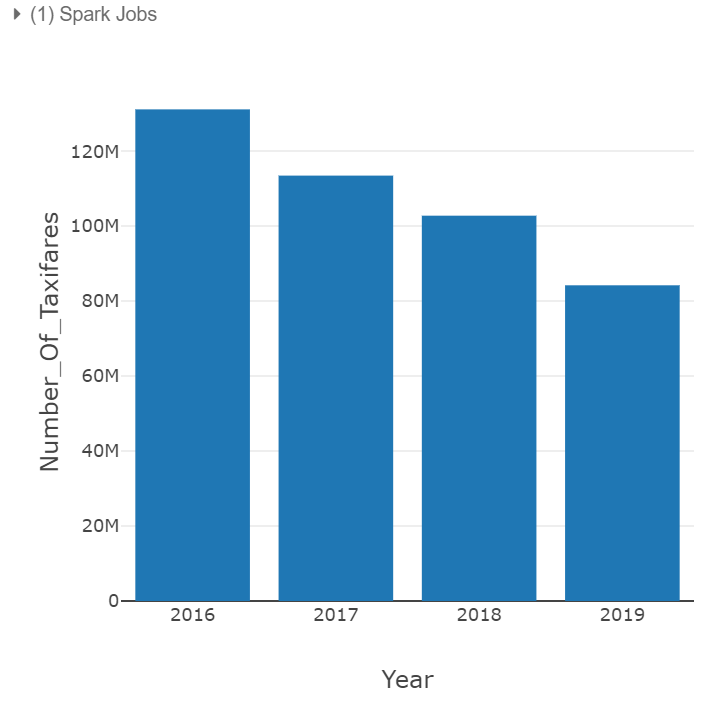 (1) Spark Jobs
Number_Of_Taxifares
120M
100M
80M
60M
40M
20M
0
2016 2017 2018 2019
Year